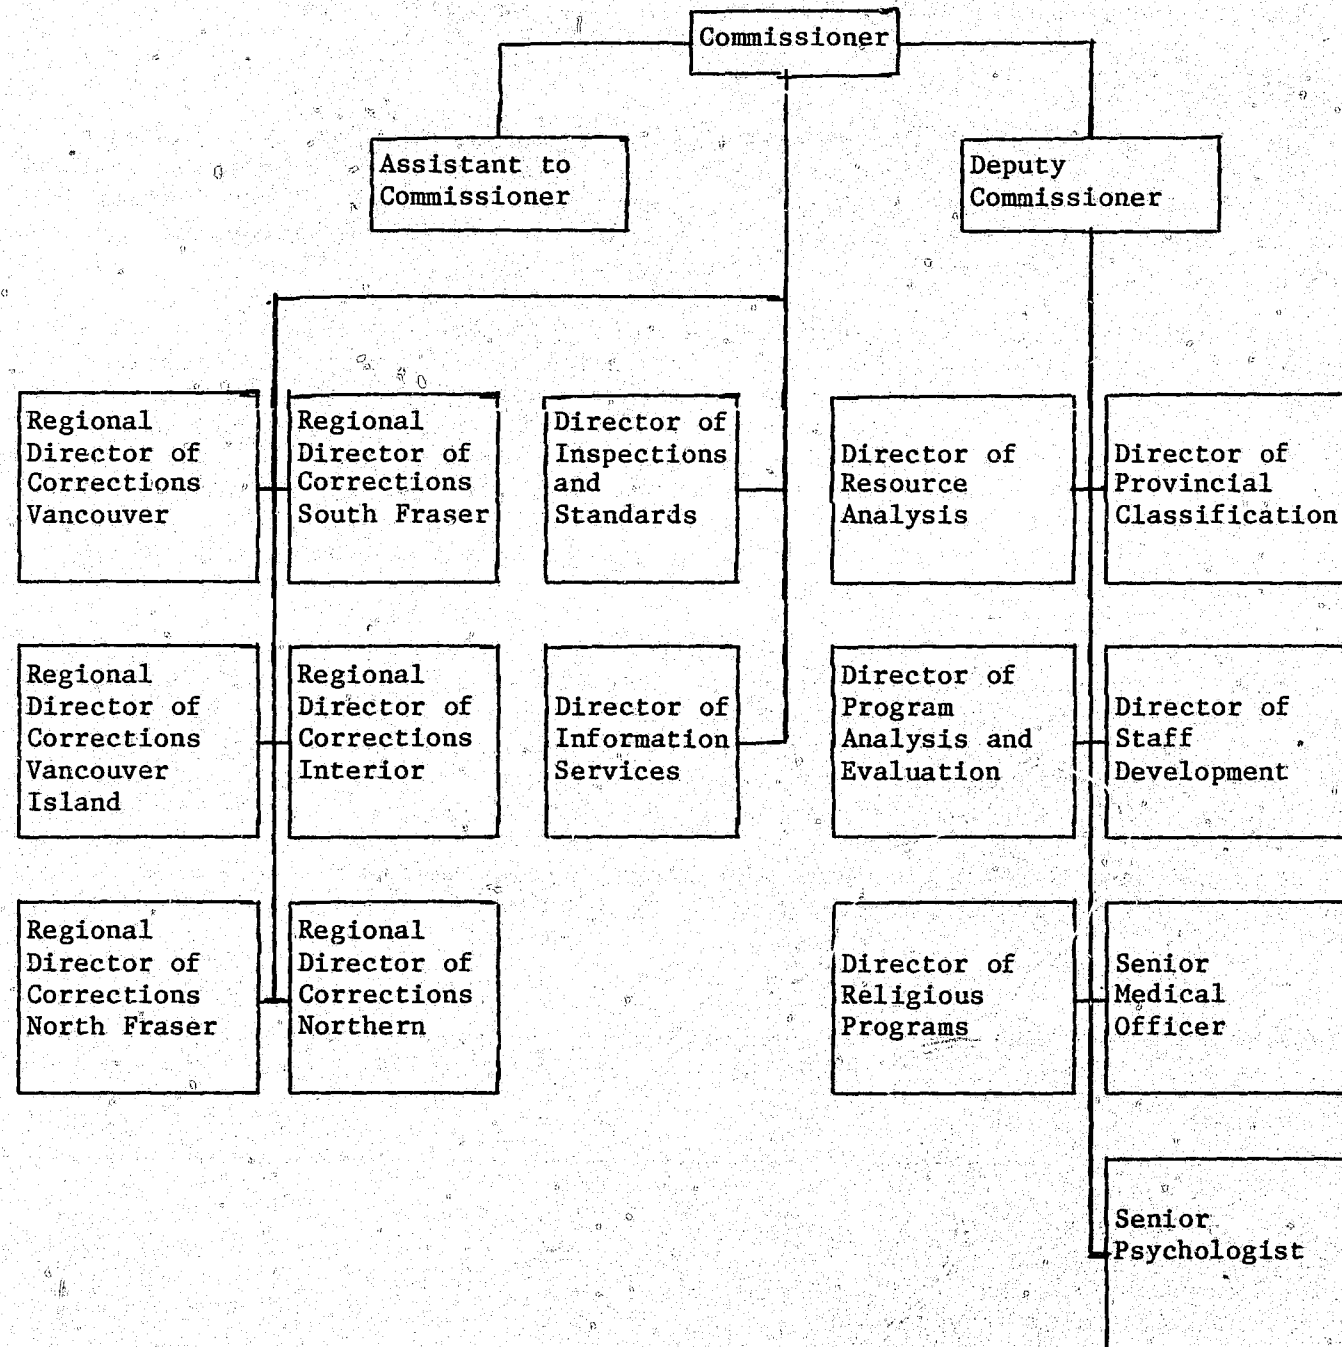 Commissioner
Assistant to
Commissioner
Deputy
Commissioner
Regional
Director of
Corrections
Vancouver
Regional
Director of
Corrections
South Fraser
Director of
Inspections
and
Standards
Director of
Resource
Analysis
Director of
Provincial
Classification
Regional
Director of
Corrections
Vancouver
Island
Regional
Director of
Corrections
Interior
Director of
Information
Services
Director of
Program
Analysis and
Evaluation
Director of
Staff
Development
Regional
Director of
Corrections
North Fraser
Regional
Director of
Corrections
Northern
Director of
Religious
Programs
Senior
Medical
Officer
Senior
Psychologist